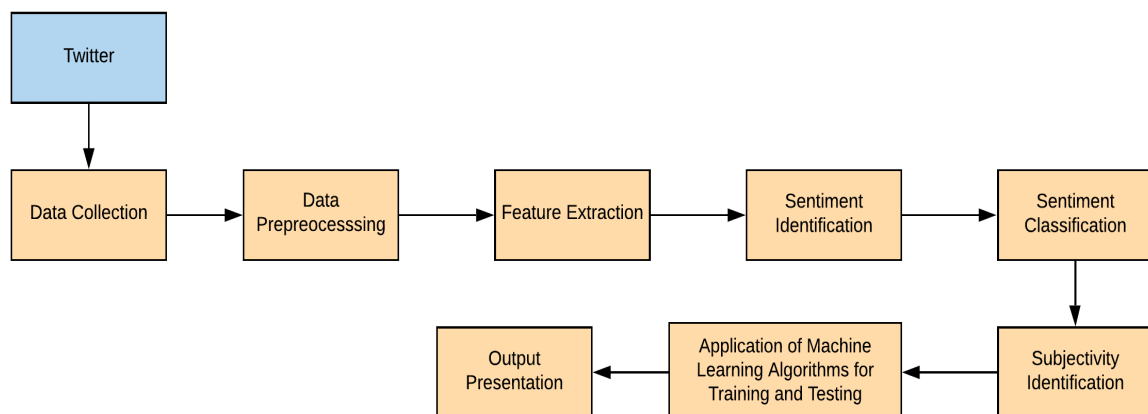 Twitter
Data Collection
Data
Prepreocesssing
Feature Extraction
Sentiment
Identification
Sentiment
Classification
Subjectivity
Identification
Application of Machine
Learning Algorithms for
Training and Testing
Output
Presentation